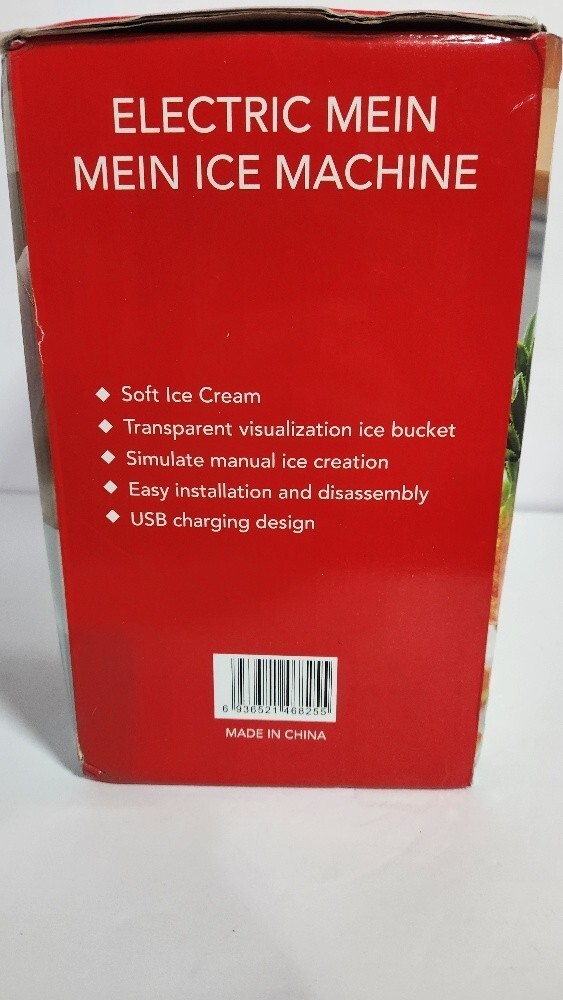 ELECTRIC MEIN
MEIN ICE MACHINE
Soft Ice Cream
Transparent visualization ice bucket
Simulate manual ice creation
Easy installation and disassembly
USB charging design
6 936521 468255
MADE IN CHINA